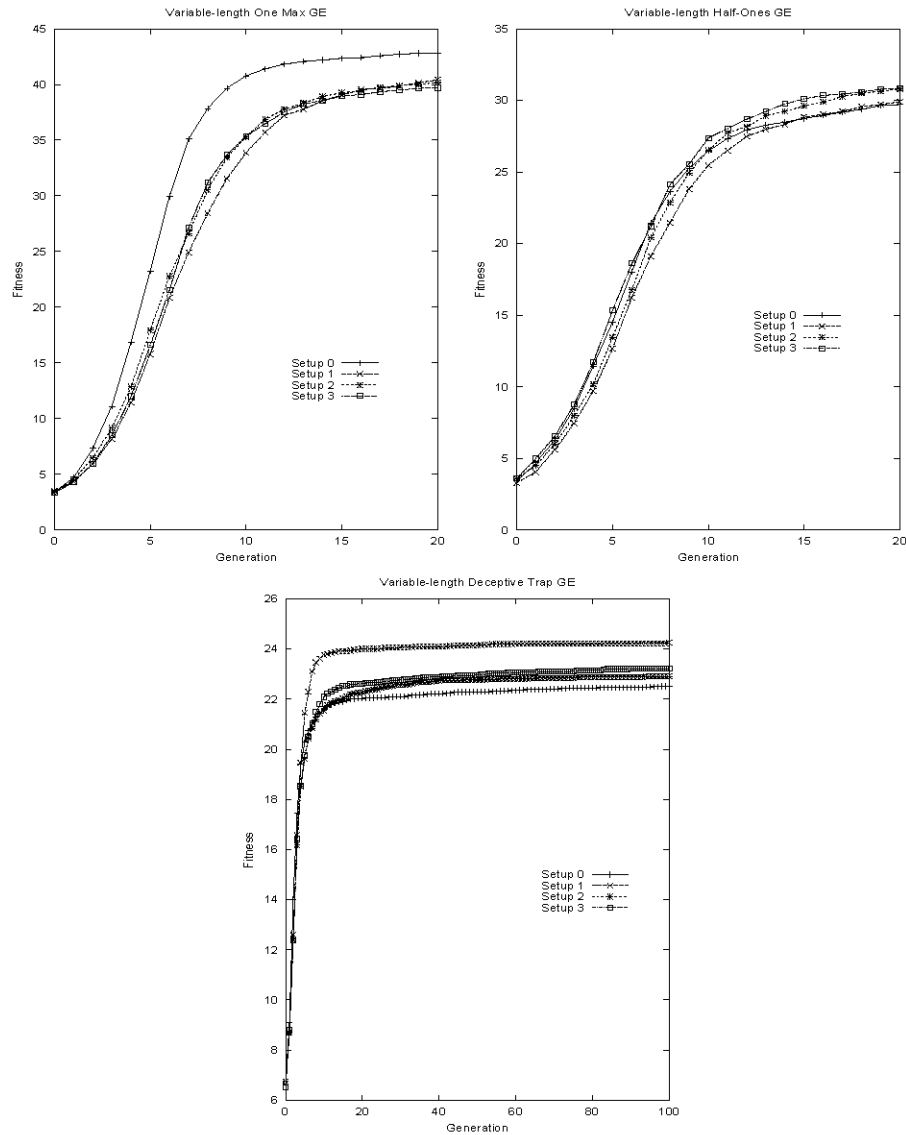 Variable-length One Max GE
45
40
35
30
25
20
15
10
5
0
Fitness
0 5 10 15 20
Generation
Setup 0
Setup 1
Setup 2
Setup 3
Variable-length Half-Ones GE
35
30
25
20
15
10
5
0
Fitness
0 5 10 15 20
Generation
Setup 0
Setup 1
Setup 2
Setup 3
Variable-length Deceptive Trap GE
26
24
22
20
18
16
14
12
10
8
6
Fitness
0 20 40 60 80 100
Generation
Setup 0
Setup 1
Setup 2
Setup 3